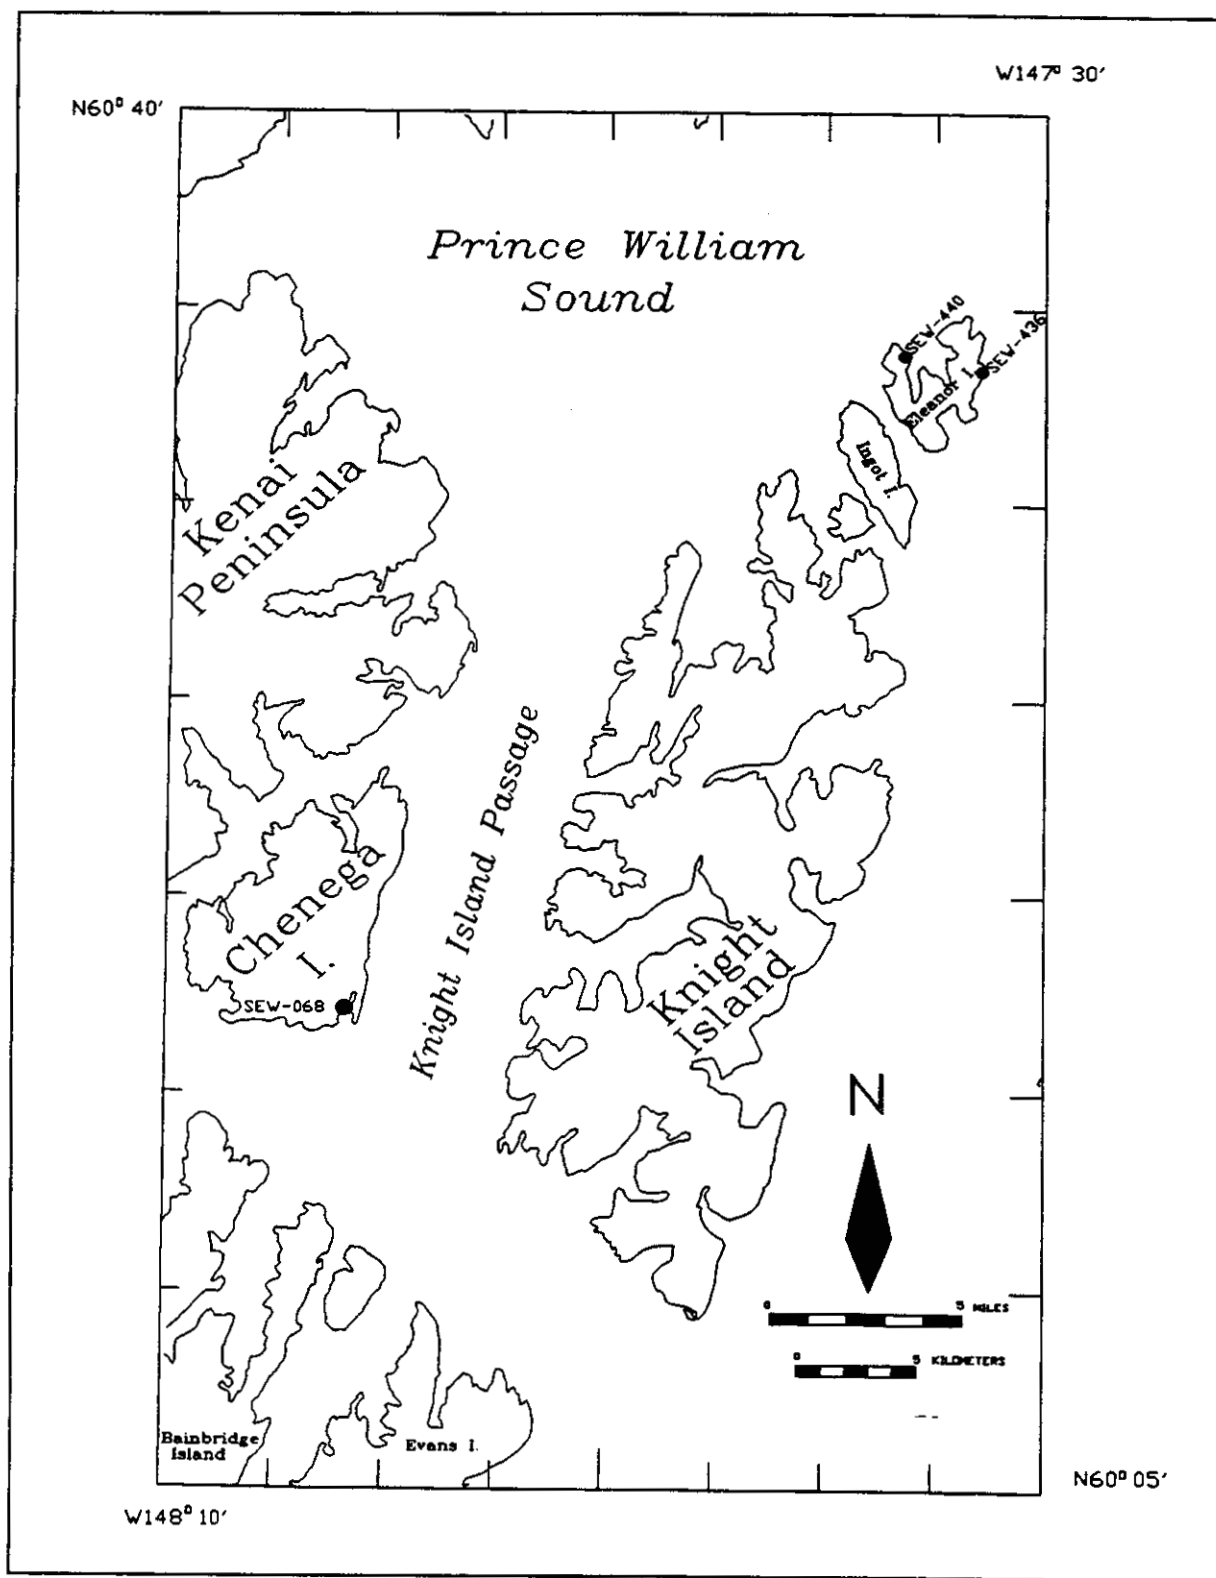 W147° 30′
N60° 40′
Prince William
Sound
SEW-440
SEW-436
Eleanor I.
Ingot I.
Kenai
Peninsula
Knight Island Passage
Chenega
I.
SEW-068
Knight
Island
N
0 5 MILES
0 5 KILOMETERS
Bainbridge
Island
Evans I.
N60° 05′
W148° 10′